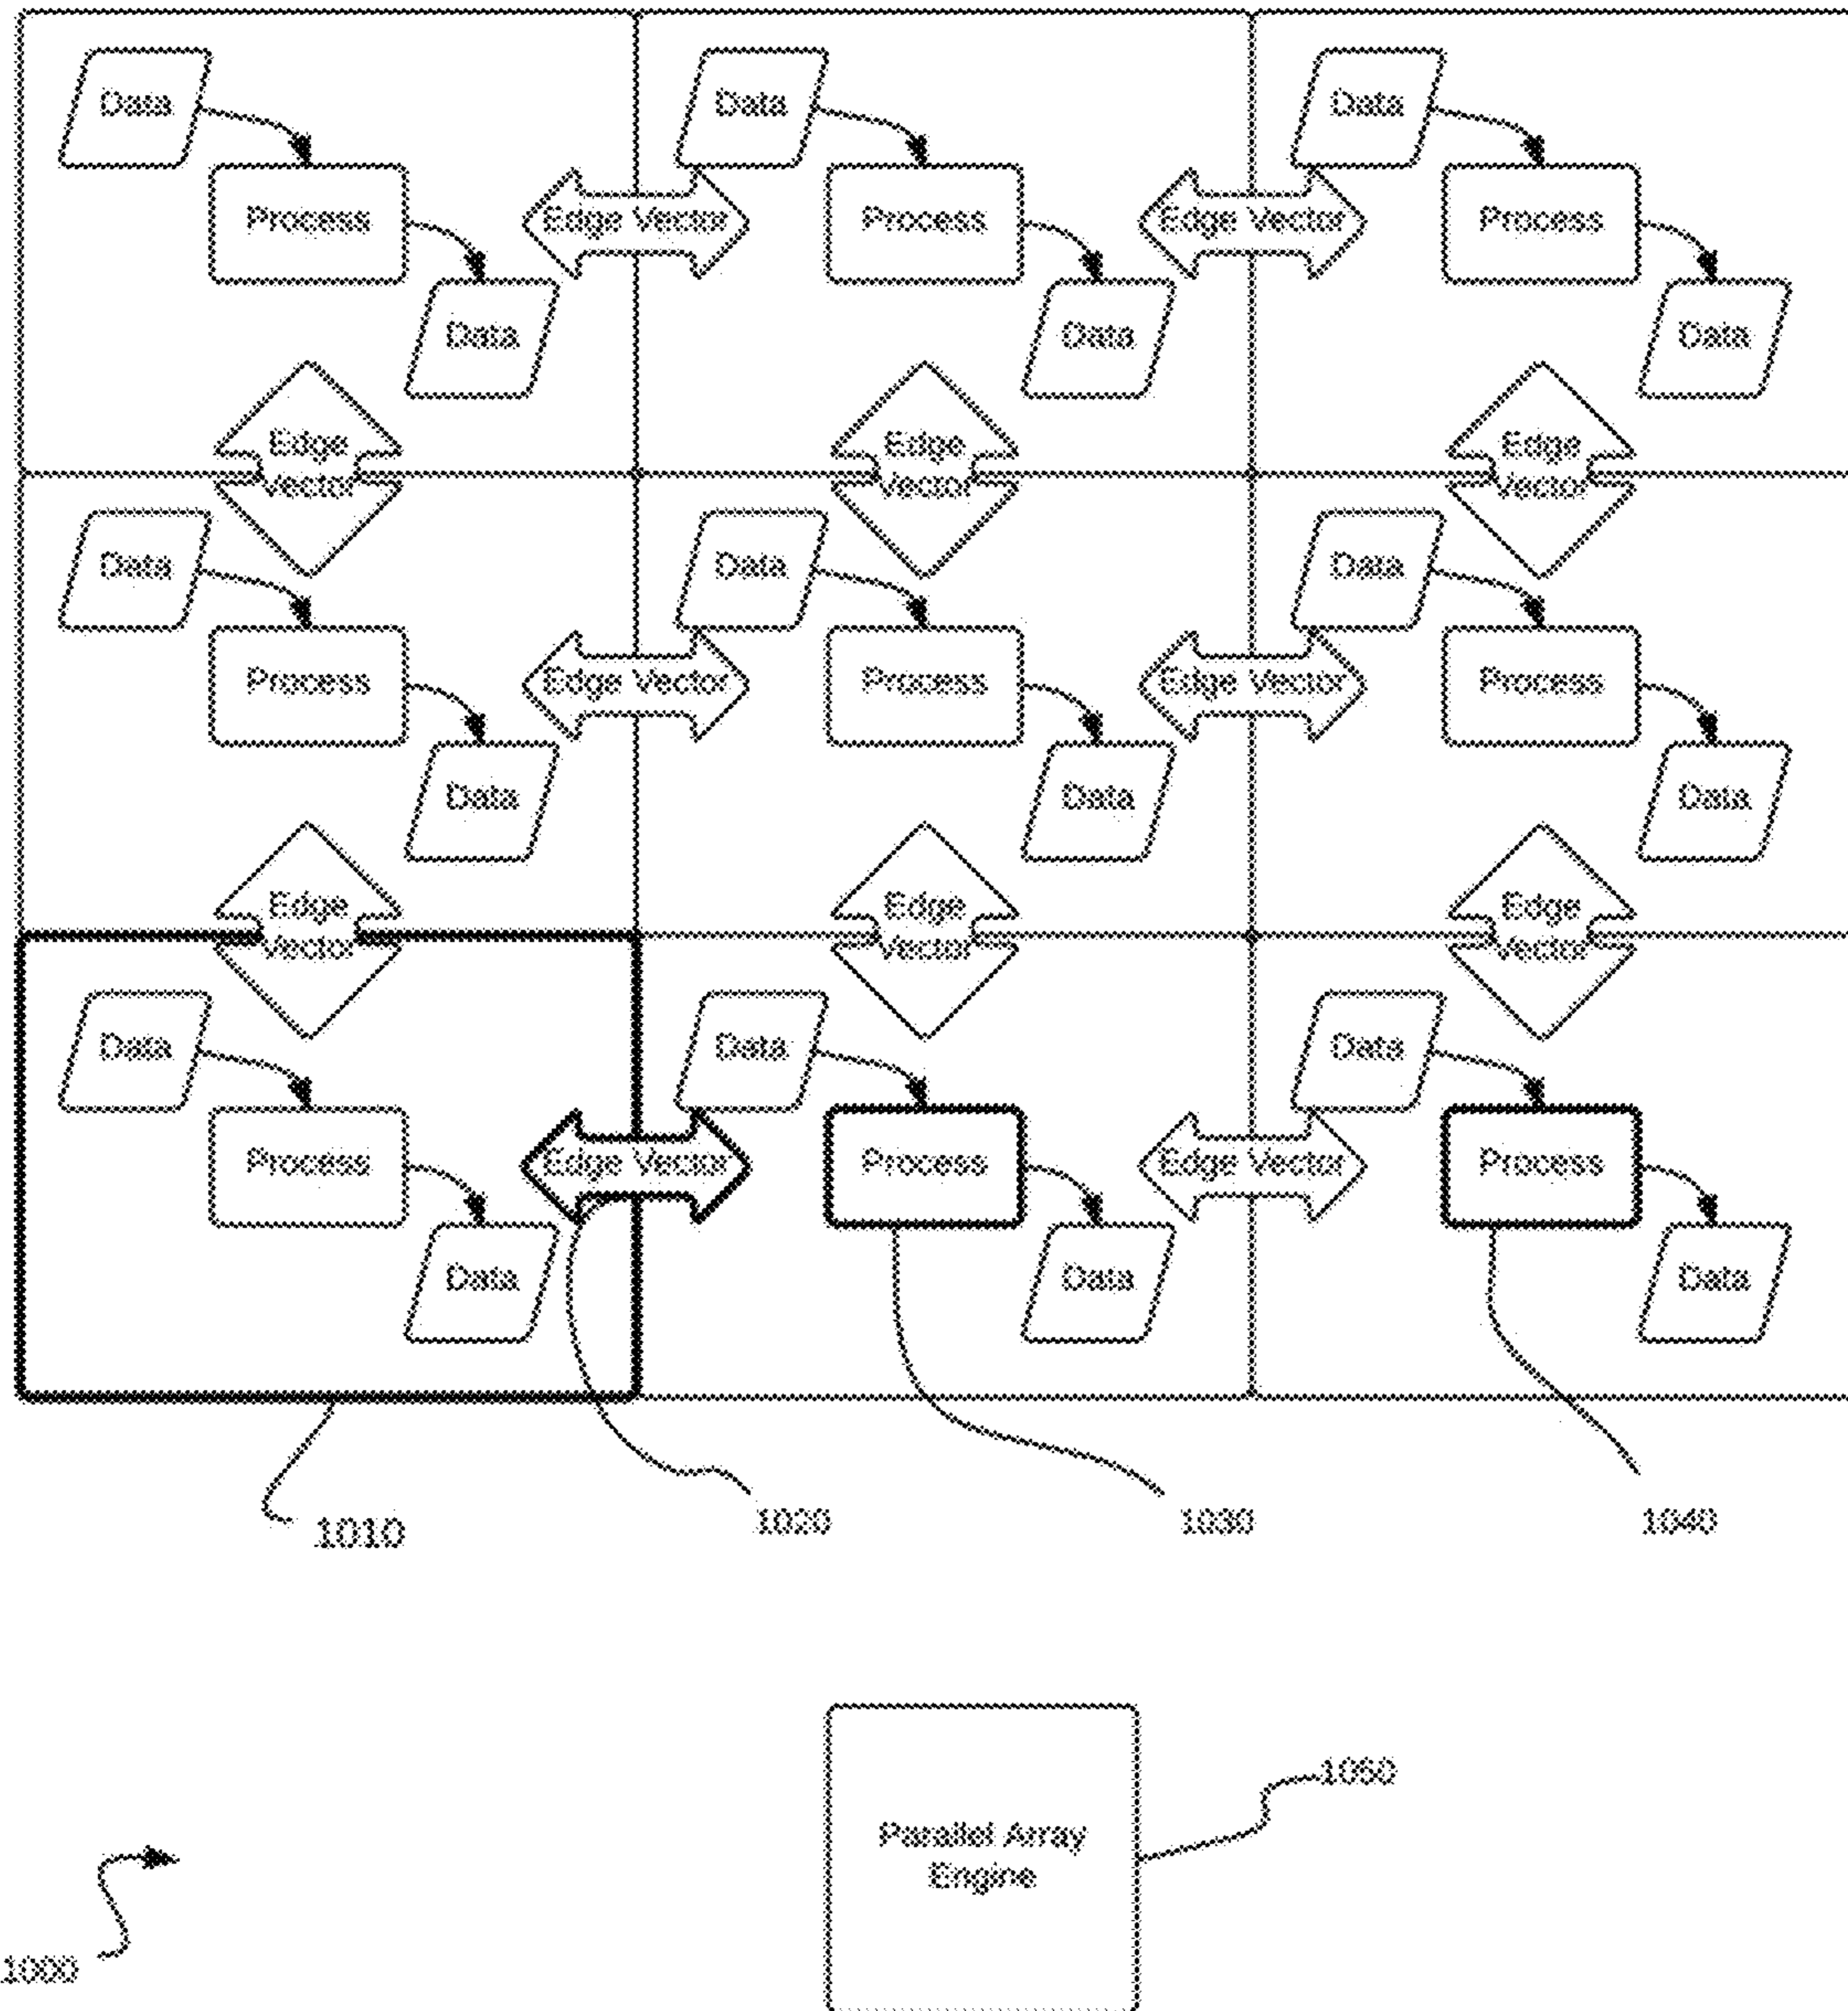 Data
Data
Data
Process
Edge Vector
Process
Edge Vector
Process
Data
Data
Data
Edge
Vector
Edge
Vector
Edge
Vector
Data
Data
Data
Process
Edge Vector
Process
Edge Vector
Process
Data
Data
Data
Edge
Vector
Edge
Vector
Edge
Vector
Data
Data
Data
Process
Edge Vector
Process
Edge Vector
Process
Data
Data
Data
1010
1020
1030
1040
1050
Parallel Array
Engine
1000